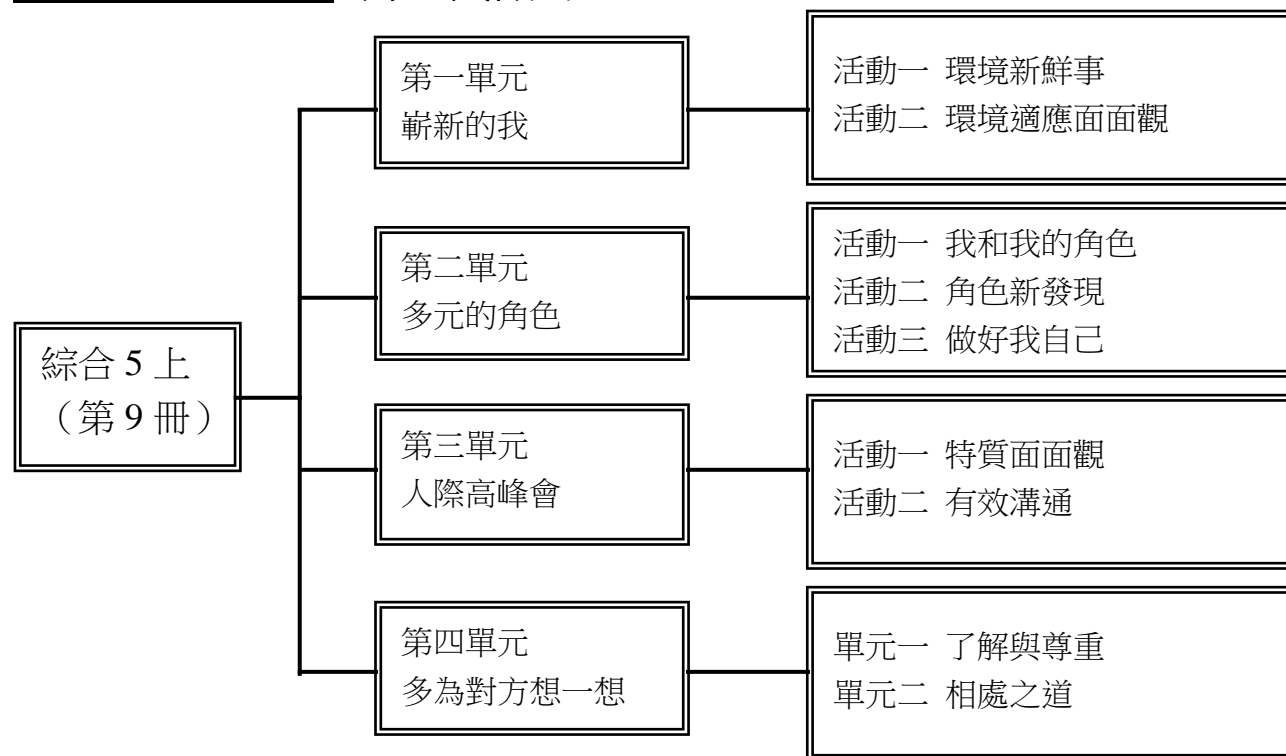 綜合 5 上
（第 9 冊）
第一單元
嶄新的我
活動一 環境新鮮事
活動二 環境適應面面觀
第二單元
多元的角色
活動一 我和我的角色
活動二 角色新發現
活動三 做好我自己
第三單元
人際高峰會
活動一 特質面面觀
活動二 有效溝通
第四單元
多為對方想一想
單元一 了解與尊重
單元二 相處之道